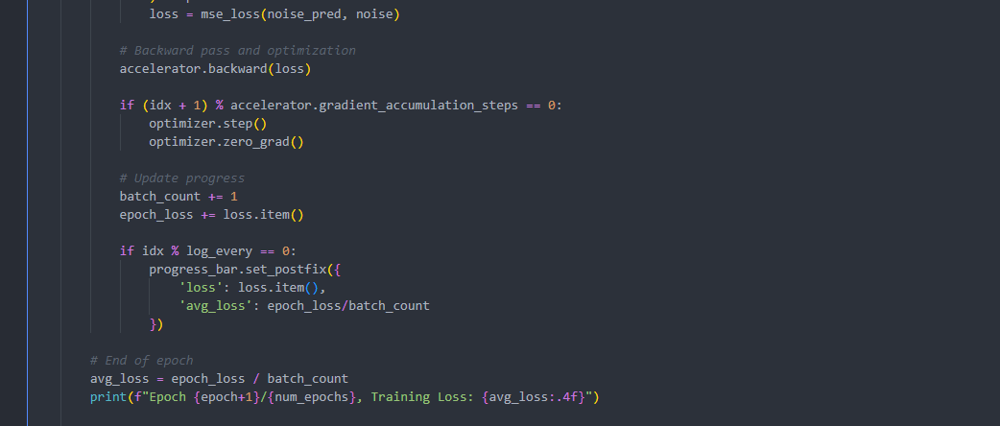 loss = mse_loss(noise_pred, noise)
# Backward pass and optimization
accelerator.backward(loss)
if (idx + 1) % accelerator.gradient_accumulation_steps == 0:
optimizer.step()
optimizer.zero_grad()
# Update progress
batch_count += 1
epoch_loss += loss.item()
if idx % log_every == 0:
progress_bar.set_postfix({
'loss': loss.item(),
'avg_loss': epoch_loss/batch_count
})
# End of epoch
avg_loss = epoch_loss / batch_count
print(f"Epoch {epoch+1}/{num_epochs}, Training Loss: {avg_loss:.4f}")